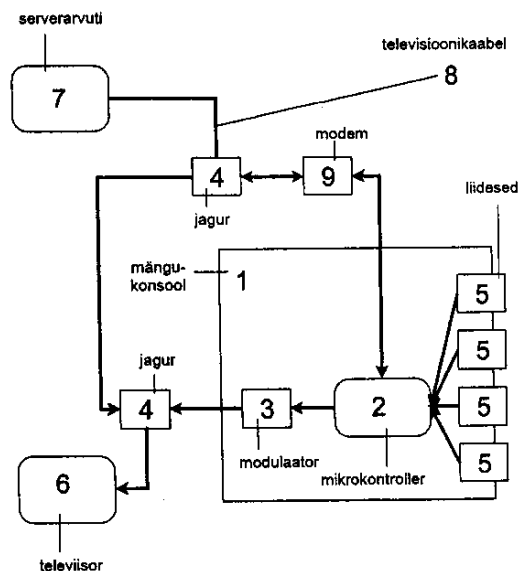 serverarvuti
7
televisioonikaabel
8
modem
4
9
jagur
liidesed
mängu-
konsool
1
5
5
jagur
4
3
2
5
modulaator
mikrokontroller
5
6
televiisor